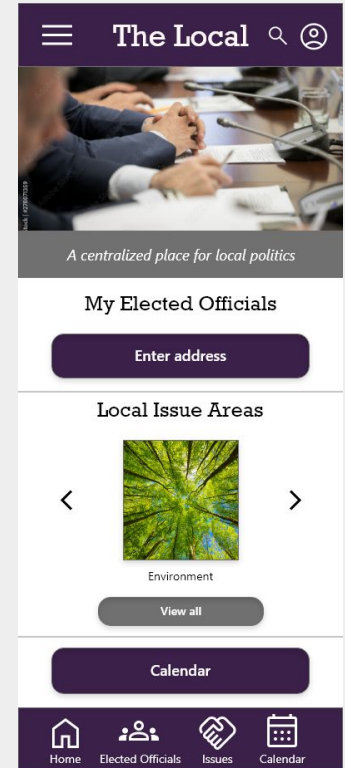 The Local
A centralized place for local politics
My Elected Officials
Enter address
Local Issue Areas
Environment
View all
Calendar
Home
Elected Officials
Issues
Calendar